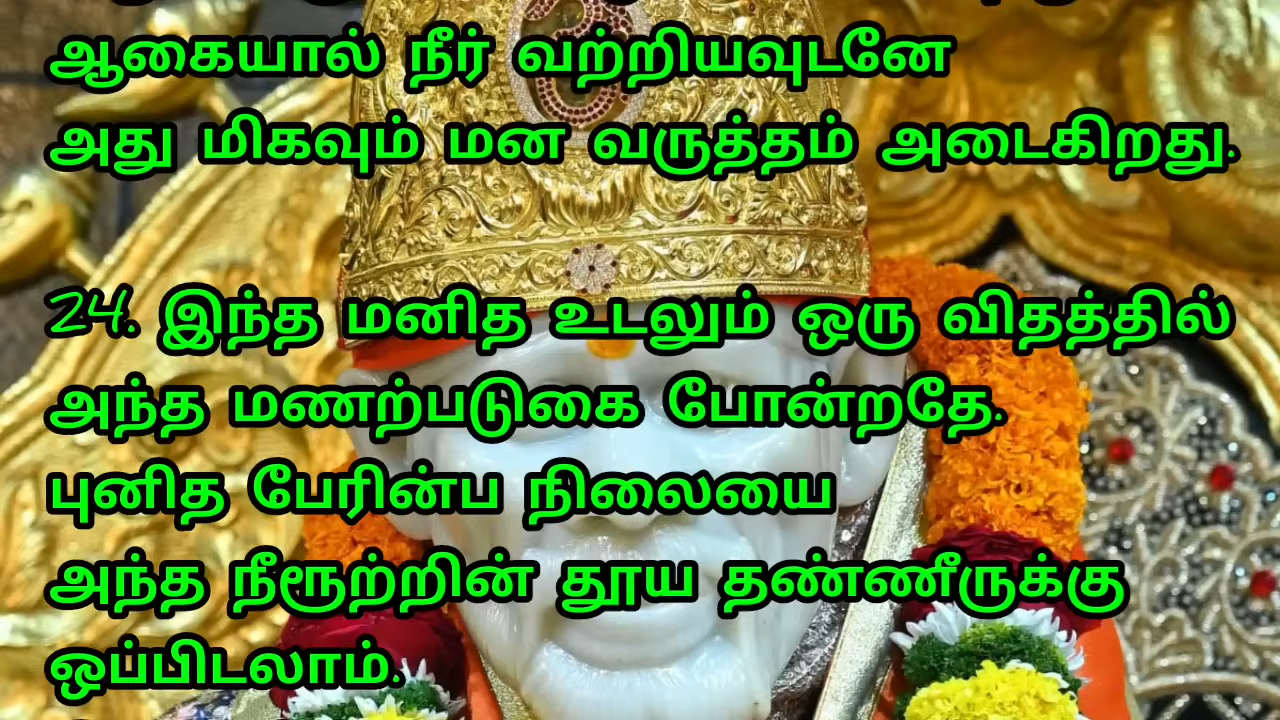 ஆகையால் நீர் வற்றியவுடனே
அது மிகவும் மன வருத்தம் அடைகிறது.
24. இந்த மனித உடலும் ஒரு விதத்தில்
அந்த மணற்படுகை போன்றதே.
புனித பேரின்ப நிலையை
அந்த நீரூற்றின் தூய தண்ணீருக்கு
ஒப்பிடலாம்.